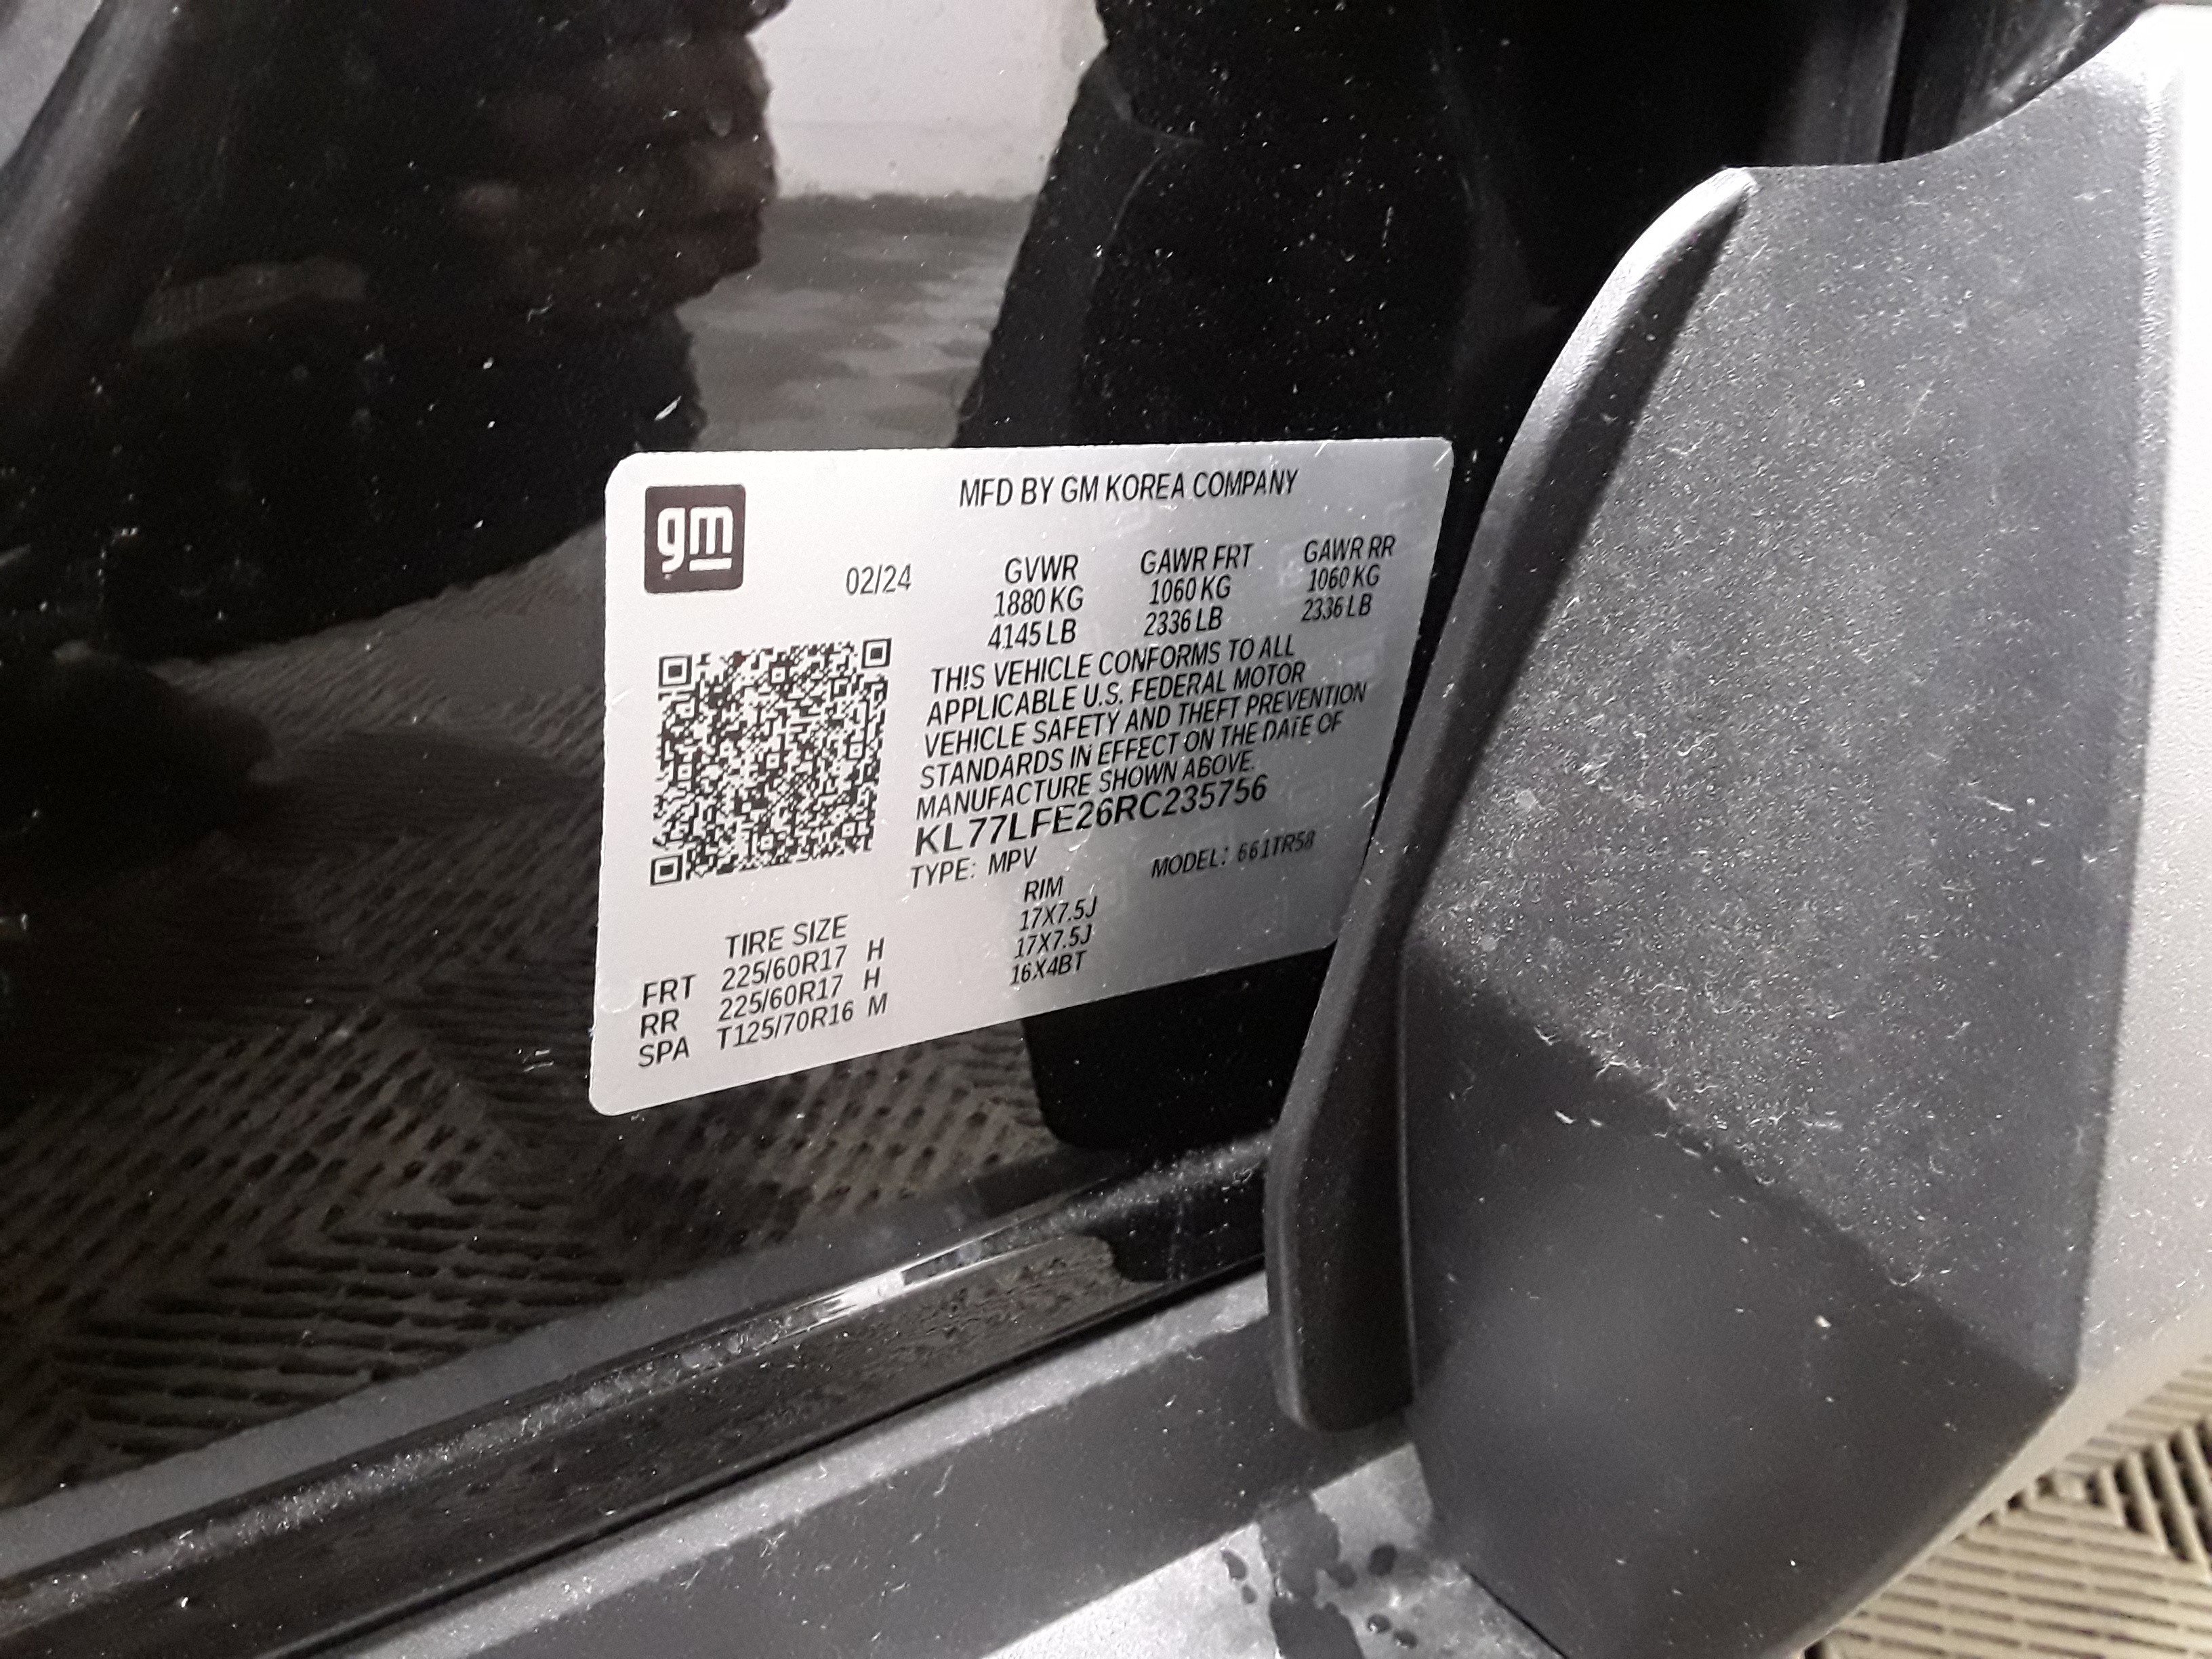 gm
MFD BY GM KOREA COMPANY
02/24 GVWR GAWR FRT GAWR RR
1880 KG 1060 KG 1060 KG
4145 LB 2336 LB 2336 LB
THIS VEHICLE CONFORMS TO ALL
APPLICABLE U.S. FEDERAL MOTOR
VEHICLE SAFETY AND THEFT PREVENTION
STANDARDS IN EFFECT ON THE DATE OF
MANUFACTURE SHOWN ABOVE.
KL77LFE26RC235756
TYPE: MPV MODEL: 661TR58
TIRE SIZE RIM
FRT 225/60R17 H 17X7.5J
RR 225/60R17 H 17X7.5J
SPA T125/70R16 M 16X4BT